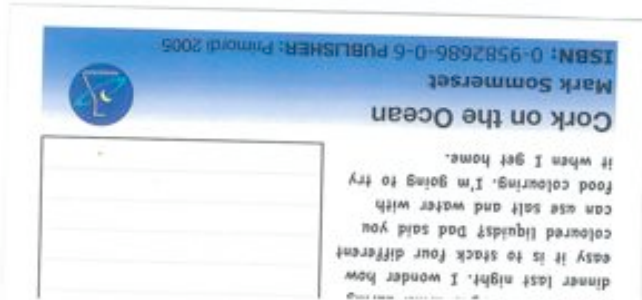 dinner last night. I wonder how
easy it is to stack four different
coloured liquids? Dad said you
can use salt and water with
food colouring. I'm going to try
it when I get home.
Cork on the Ocean
Mark Sommerset
ISBN: 0-9582686-0-6 PUBLISHER: Primordi 2005